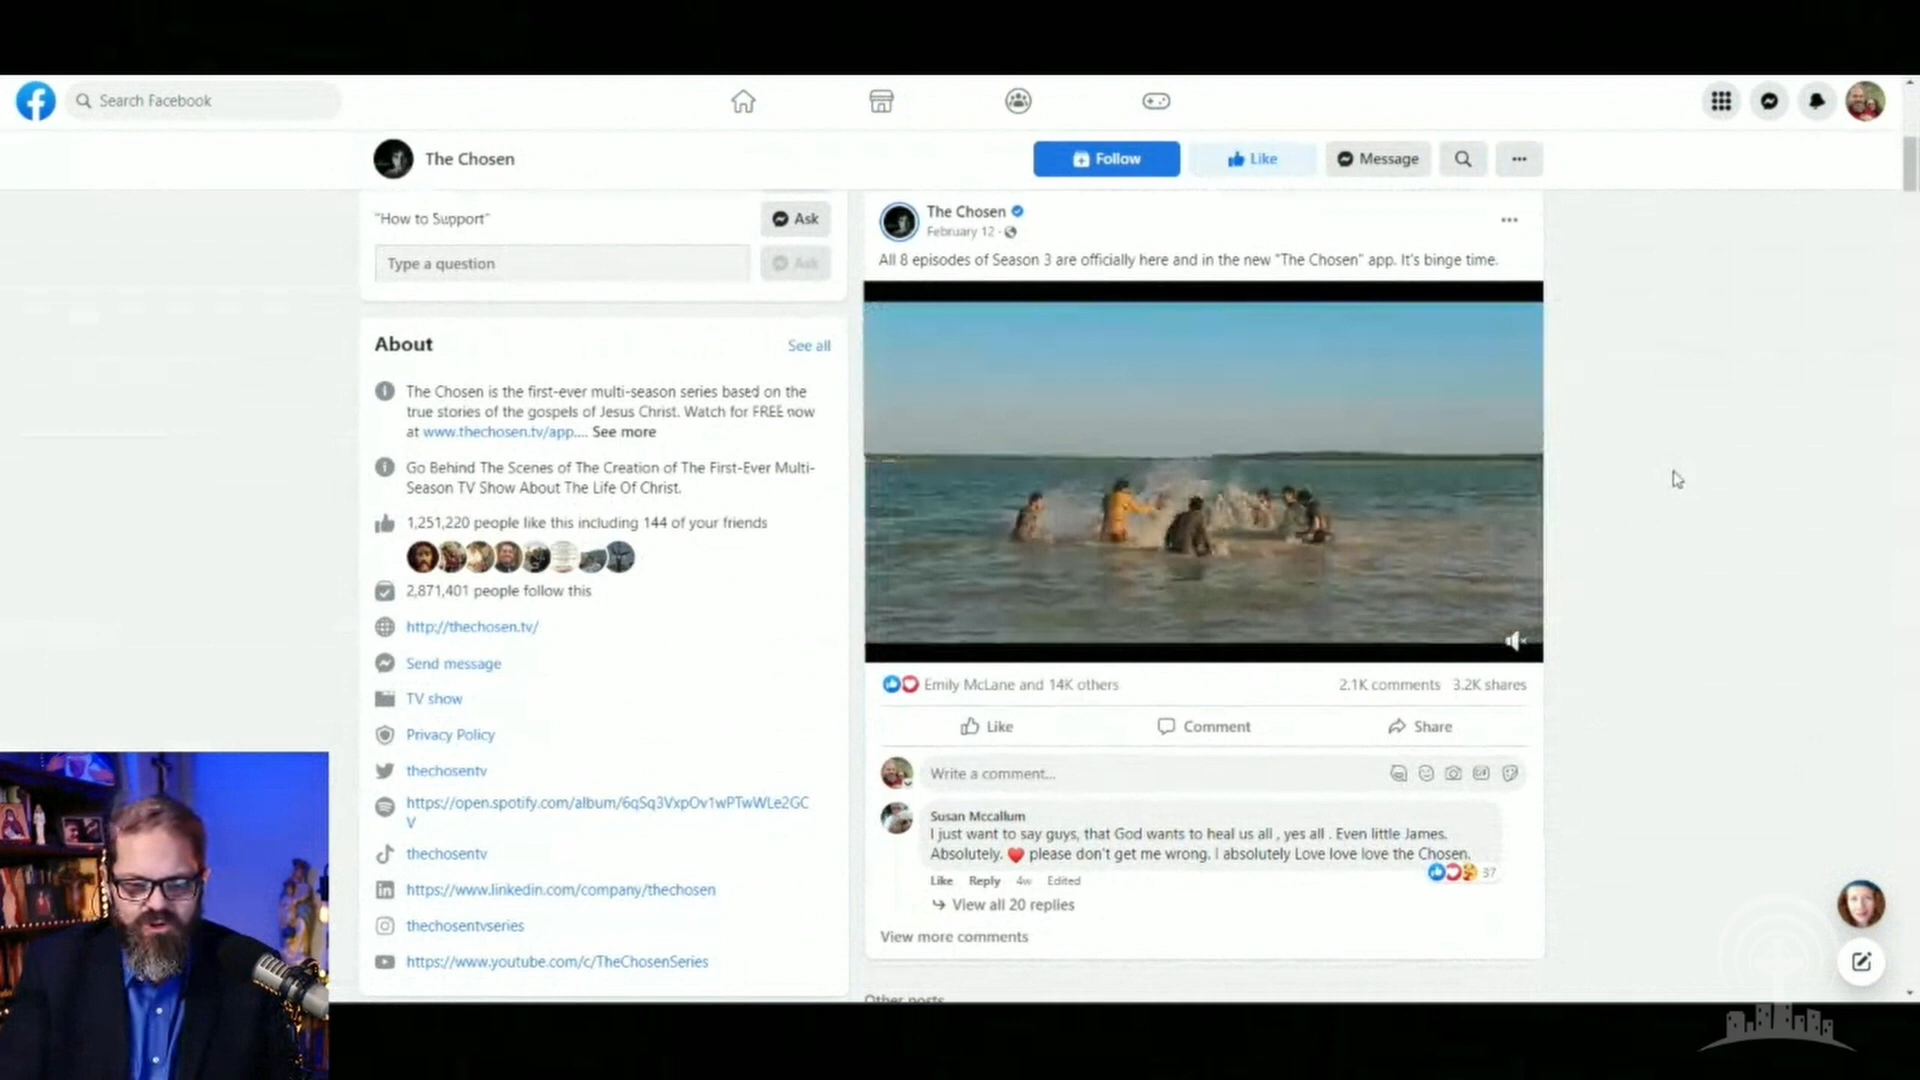 Search Facebook
The Chosen
Follow
Like
Message
"How to Support"
Ask
Type a question
Ask
About
See all
The Chosen is the first-ever multi-season series based on the
true stories of the gospels of Jesus Christ. Watch for FREE now
at www.thechosen.tv/app.... See more
Go Behind The Scenes of The Creation of The First-Ever Multi-
Season TV Show About The Life Of Christ.
1,251,220 people like this including 144 of your friends
2,871,401 people follow this
http://thechosen.tv/
Send message
TV show
Privacy Policy
thechosentv
https://open.spotify.com/album/6qSq3VxpOv1wPTwWLe2GC
V
thechosentv
https://www.linkedin.com/company/thechosen
thechosentvseries
https://www.youtube.com/c/TheChosenSeries
The Chosen
February 12 ·
All 8 episodes of Season 3 are officially here and in the new "The Chosen" app. It's binge time.
Emily McLane and 14K others
2.1K comments 3.2K shares
Like
Comment
Share
Write a comment...
GIF
Susan Mccallum
I just want to say guys, that God wants to heal us all , yes all . Even little James.
Absolutely. ❤️ please don't get me wrong. I absolutely Love love love the Chosen.
37
Like Reply 4w Edited
View all 20 replies
View more comments
Other posts